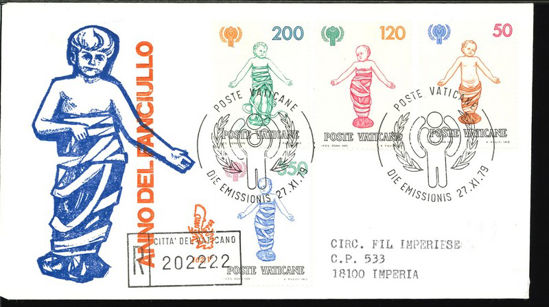 ANNO DEL FANCIULLO
200
120
50
POSTE VATICANE
POSTE VATICANE
POSTE VATICANE
POSTE VATICANE
POSTE VATICANE
DIE EMISSIONIS 27.XI.79
DIE EMISSIONIS 27.XI.79
350
POSTE VATICANE
CITTA' DEL VATICANO
R
202222
CIRC. FIL IMPERIESE
C.P. 533
18100 IMPERIA